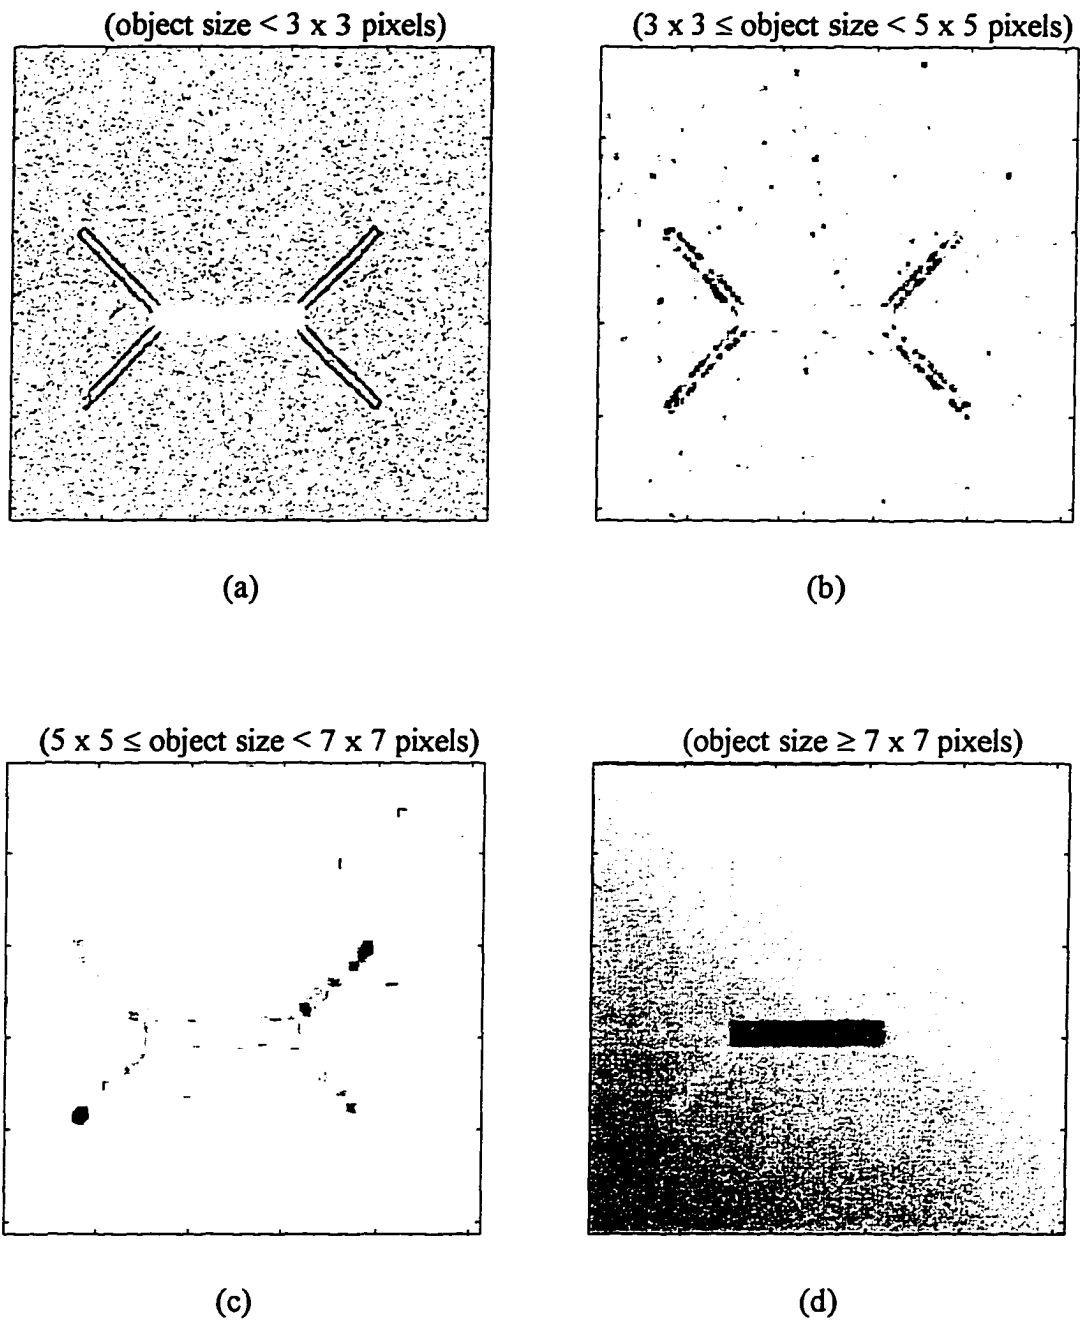 (object size < 3 x 3 pixels)
(3 x 3 ≤ object size < 5 x 5 pixels)
(a)
(b)
(5 x 5 ≤ object size < 7 x 7 pixels)
(object size ≥ 7 x 7 pixels)
(c)
(d)